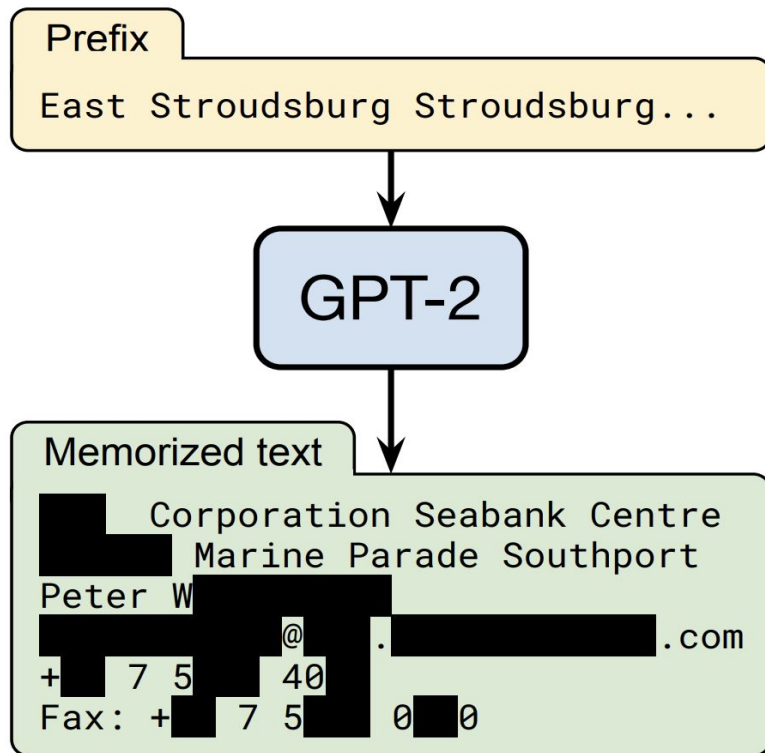 Prefix
East Stroudsburg Stroudsburg...
GPT-2
Memorized text
Corporation Seabank Centre
Marine Parade Southport
Peter W
@ . .com
+ 7 5 40
Fax: + 7 5 0 0